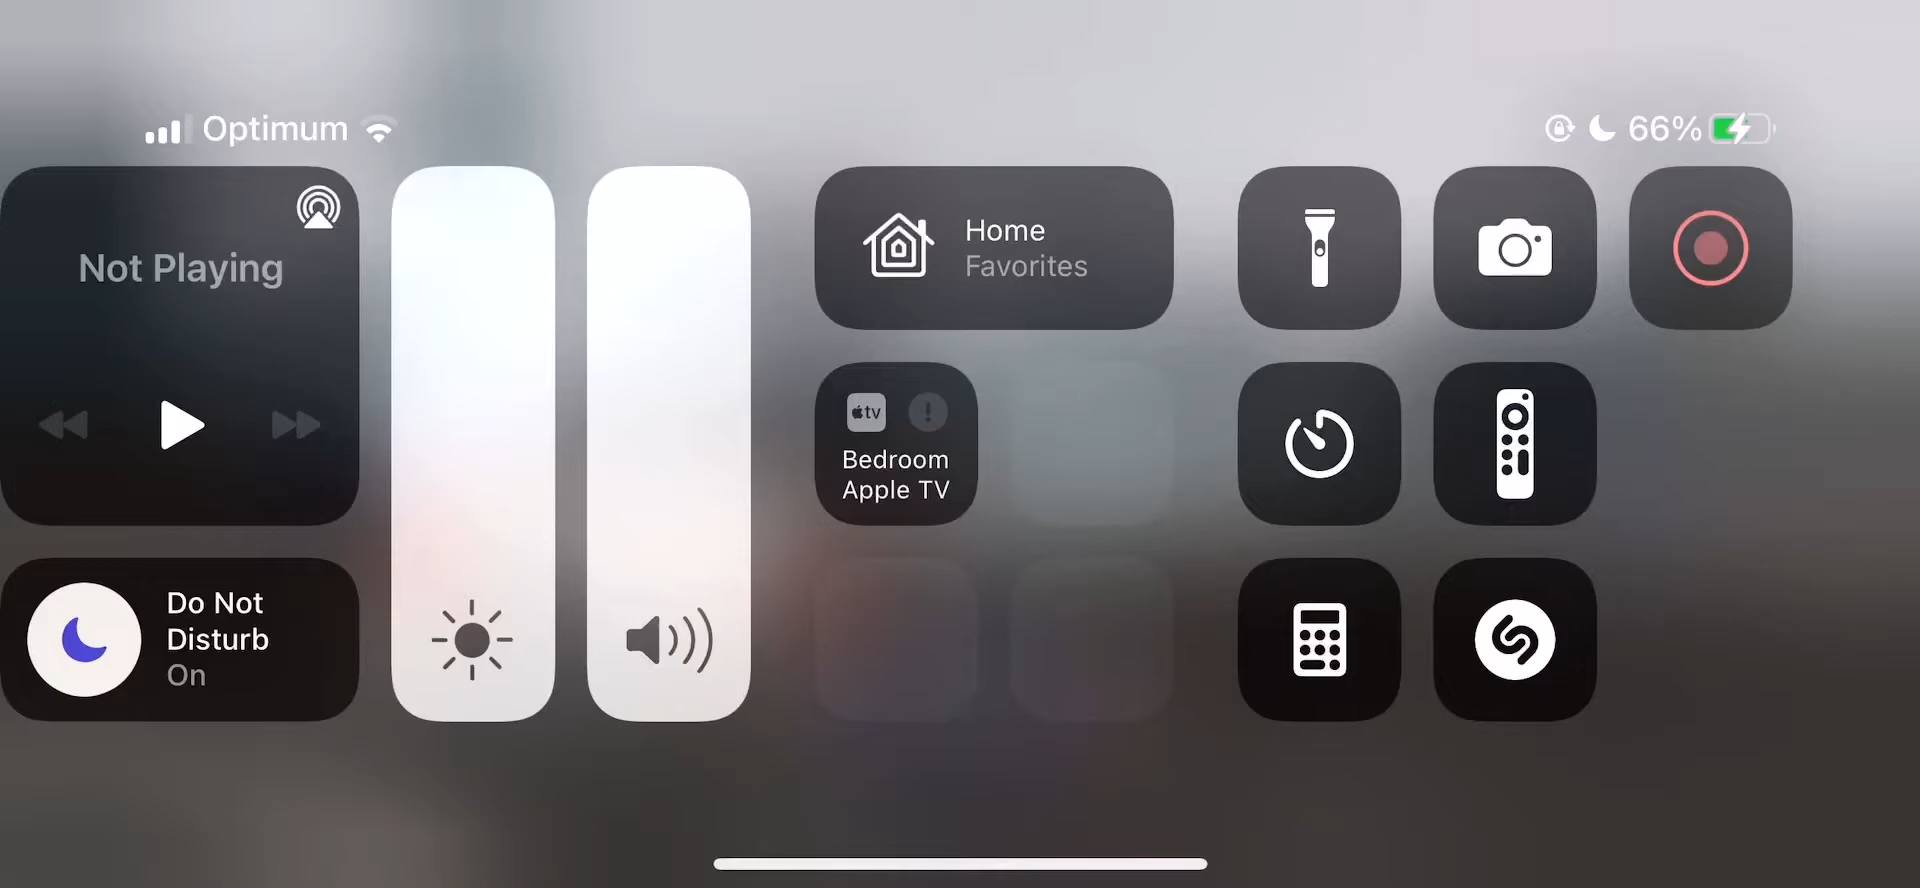 Optimum
66%
Not Playing
Home
Favorites
tv
Bedroom
Apple TV
Do Not
Disturb
On